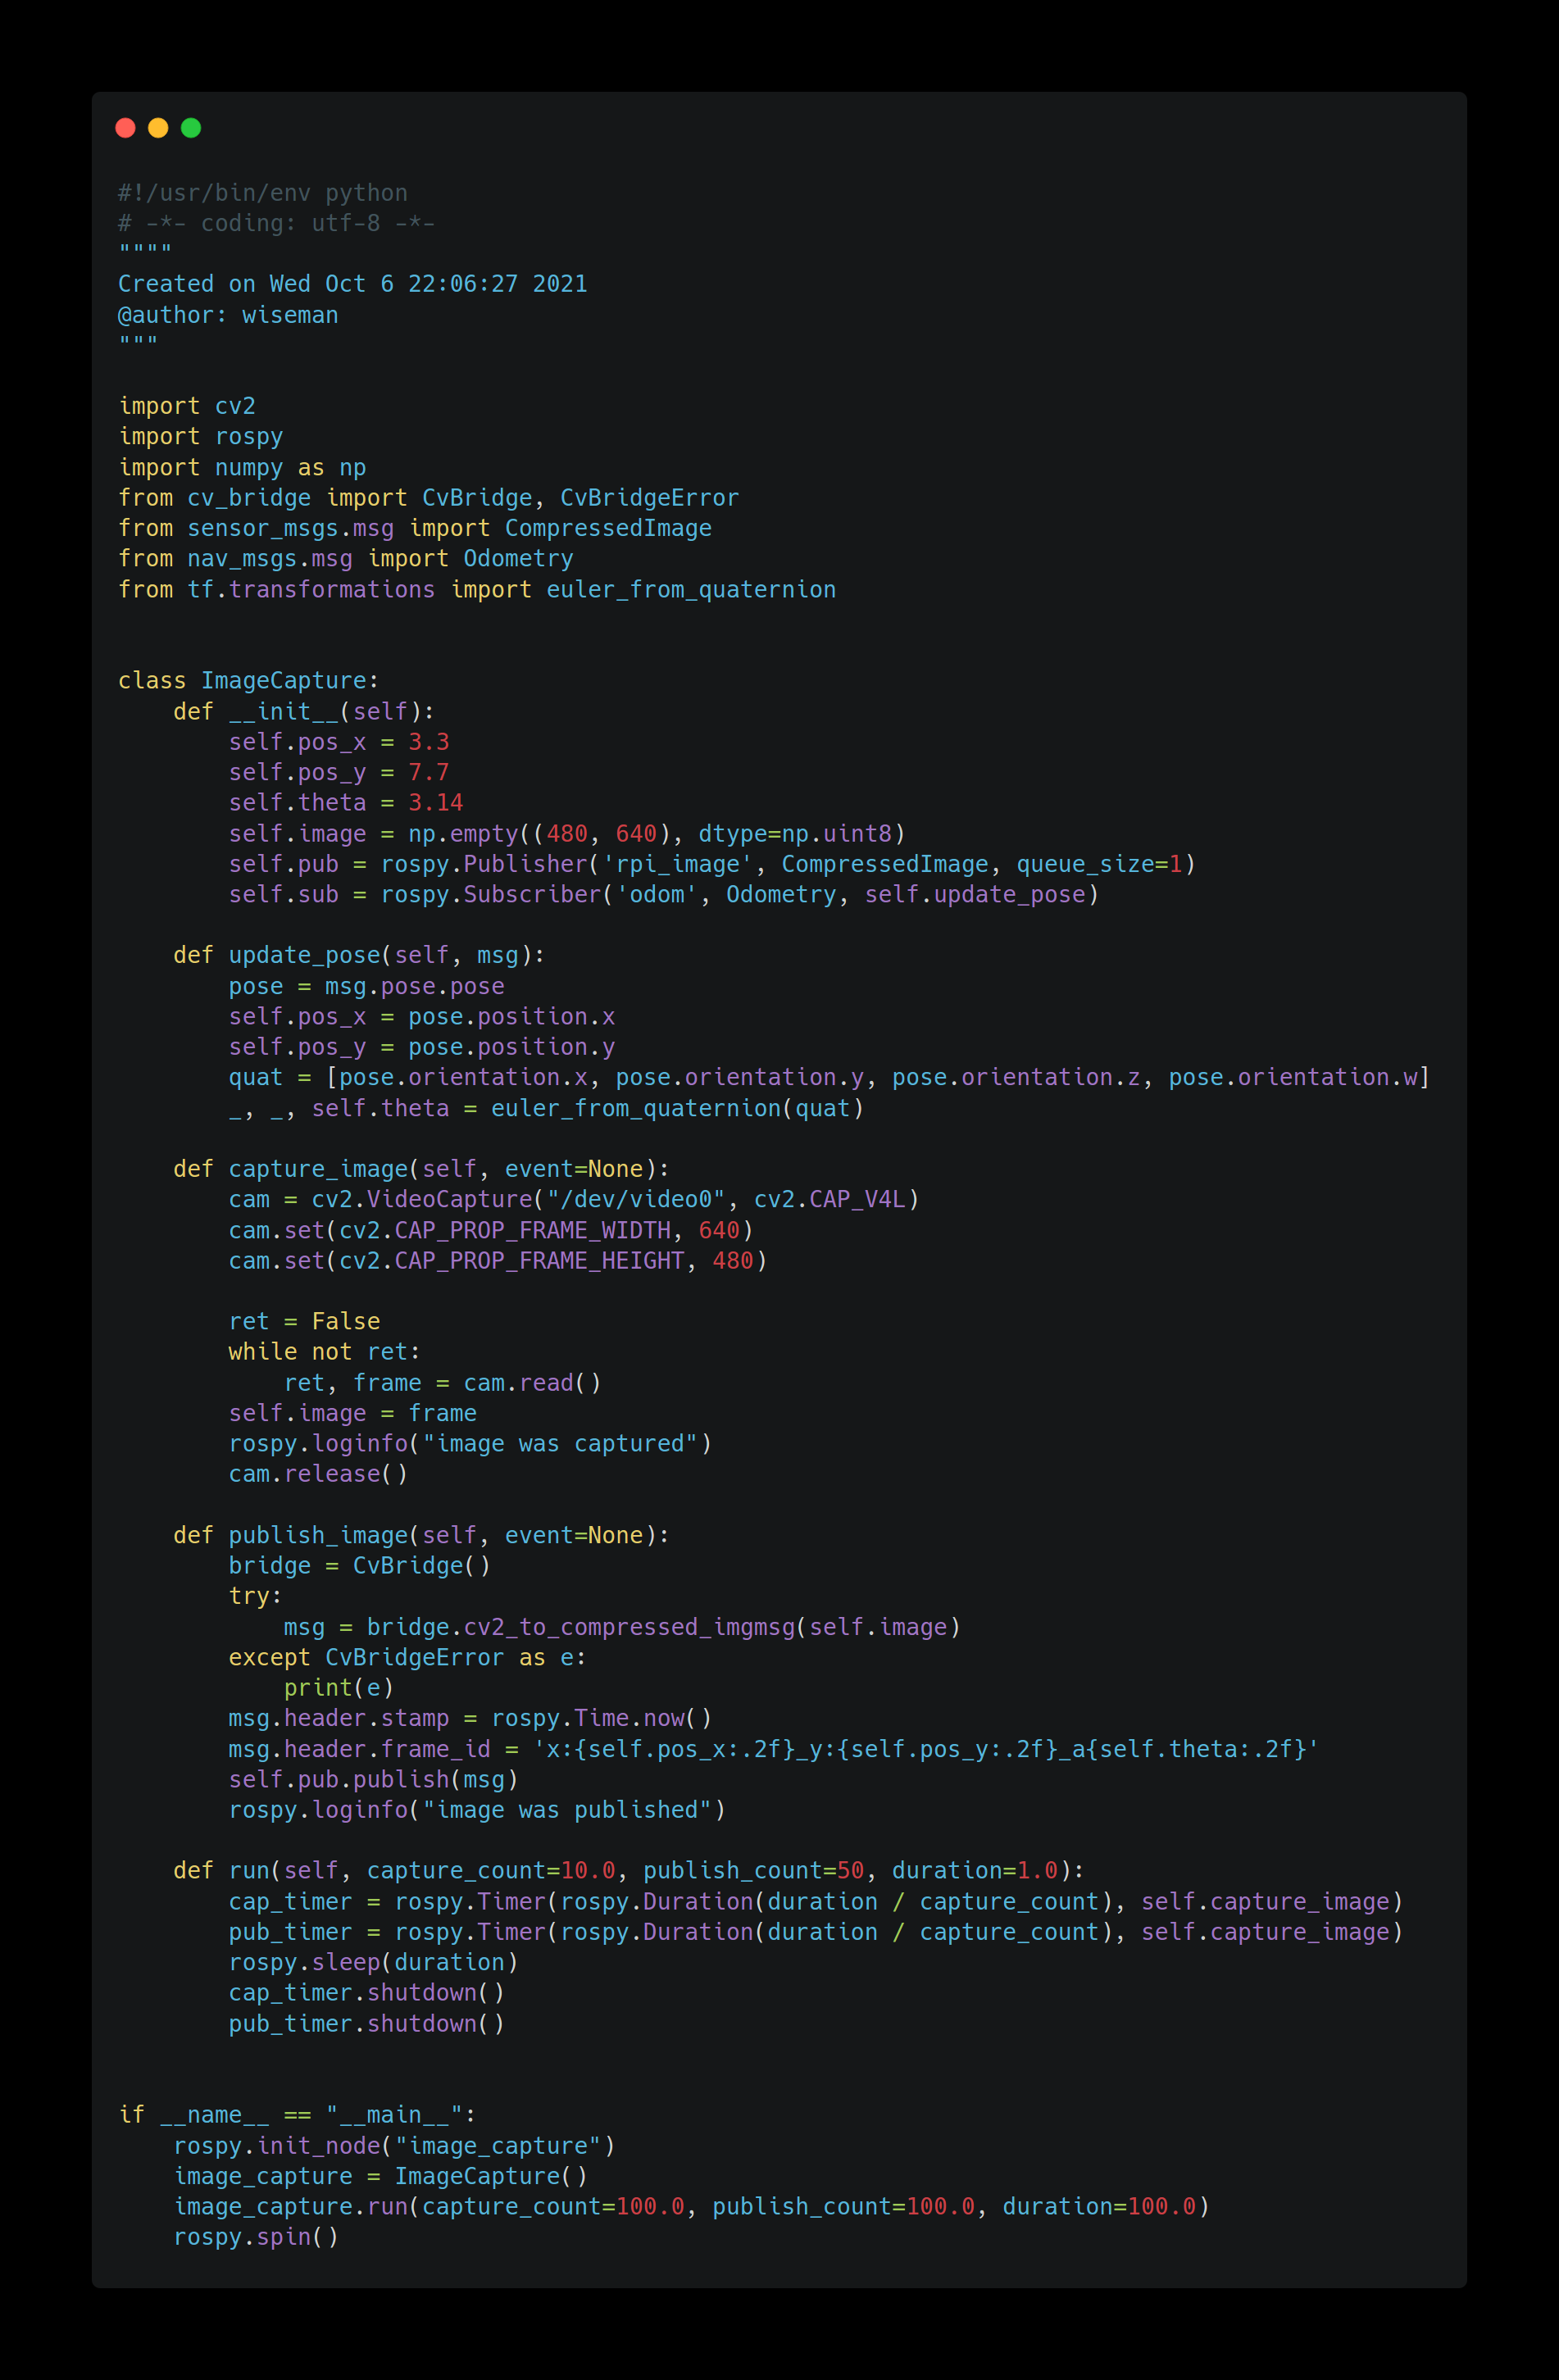 #!/usr/bin/env python
# -*- coding: utf-8 -*-
""""
Created on Wed Oct 6 22:06:27 2021
@author: wiseman
"""
import cv2
import rospy
import numpy as np
from cv_bridge import CvBridge, CvBridgeError
from sensor_msgs.msg import CompressedImage
from nav_msgs.msg import Odometry
from tf.transformations import euler_from_quaternion
class ImageCapture:
    def __init__(self):
        self.pos_x = 3.3
        self.pos_y = 7.7
        self.theta = 3.14
        self.image = np.empty((480, 640), dtype=np.uint8)
        self.pub = rospy.Publisher('rpi_image', CompressedImage, queue_size=1)
        self.sub = rospy.Subscriber('odom', Odometry, self.update_pose)
    def update_pose(self, msg):
        pose = msg.pose.pose
        self.pos_x = pose.position.x
        self.pos_y = pose.position.y
        quat = [pose.orientation.x, pose.orientation.y, pose.orientation.z, pose.orientation.w]
        _, _, self.theta = euler_from_quaternion(quat)
    def capture_image(self, event=None):
        cam = cv2.VideoCapture("/dev/video0", cv2.CAP_V4L)
        cam.set(cv2.CAP_PROP_FRAME_WIDTH, 640)
        cam.set(cv2.CAP_PROP_FRAME_HEIGHT, 480)
        ret = False
        while not ret:
            ret, frame = cam.read()
        self.image = frame
        rospy.loginfo("image was captured")
        cam.release()
    def publish_image(self, event=None):
        bridge = CvBridge()
        try:
            msg = bridge.cv2_to_compressed_imgmsg(self.image)
        except CvBridgeError as e:
            print(e)
        msg.header.stamp = rospy.Time.now()
        msg.header.frame_id = 'x:{self.pos_x:.2f}_y:{self.pos_y:.2f}_a{self.theta:.2f}'
        self.pub.publish(msg)
        rospy.loginfo("image was published")
    def run(self, capture_count=10.0, publish_count=50, duration=1.0):
        cap_timer = rospy.Timer(rospy.Duration(duration / capture_count), self.capture_image)
        pub_timer = rospy.Timer(rospy.Duration(duration / capture_count), self.capture_image)
        rospy.sleep(duration)
        cap_timer.shutdown()
        pub_timer.shutdown()
if __name__ == "__main__":
    rospy.init_node("image_capture")
    image_capture = ImageCapture()
    image_capture.run(capture_count=100.0, publish_count=100.0, duration=100.0)
    rospy.spin()